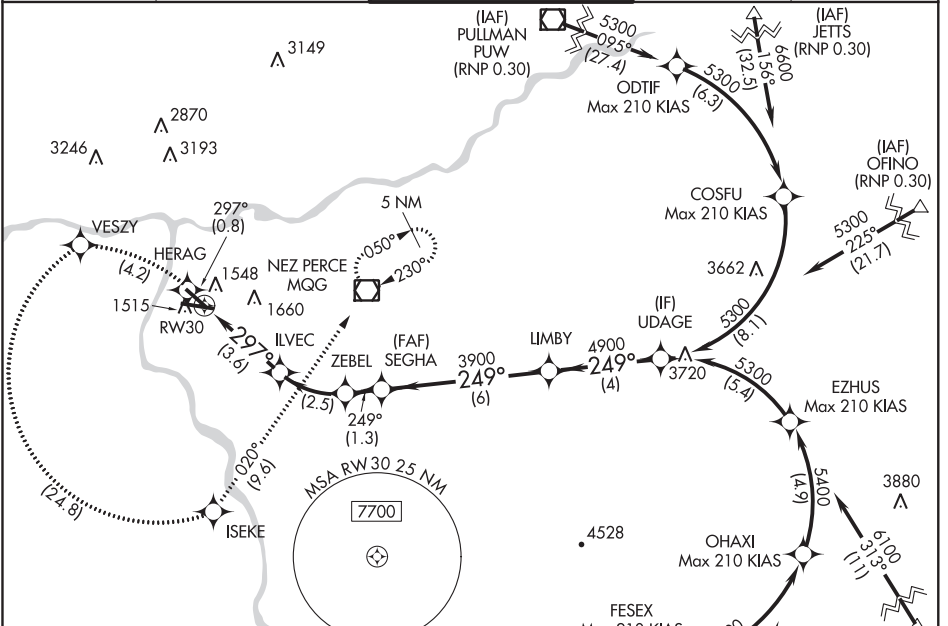 (IAF)
PULLMAN
PUW
(RNP 0.30)
5300
095°
(27.4)
(IAF)
JETTS
(RNP 0.30)
6600
156°
(32.5)
3149
ODTIF
Max 210 KIAS
5300
(6.3)
2870
3246
3193
(IAF)
OFINO
(RNP 0.30)
COSFU
Max 210 KIAS
5300
225°
(21.7)
297°
(0.8)
5 NM
050°
230°
VESZY
(4.2)
HERAG
NEZ PERCE
MQG
1548
3662
1515
1660
RW30
(IF)
UDAGE
5300
(8.1)
297°
(3.6)
ILVEC
ZEBEL
(FAF)
SEGHA
LIMBY
3900
249°
(6)
4900
249°
(4)
3720
5300
(5.4)
(2.5)
249°
(1.3)
EZHUS
Max 210 KIAS
020°
(9.6)
MSA RW30 25 NM
7700
5400
(4.9)
3880
(24.8)
ISEKE
4528
OHAXI
Max 210 KIAS
6100
313°
(11)
FESEX